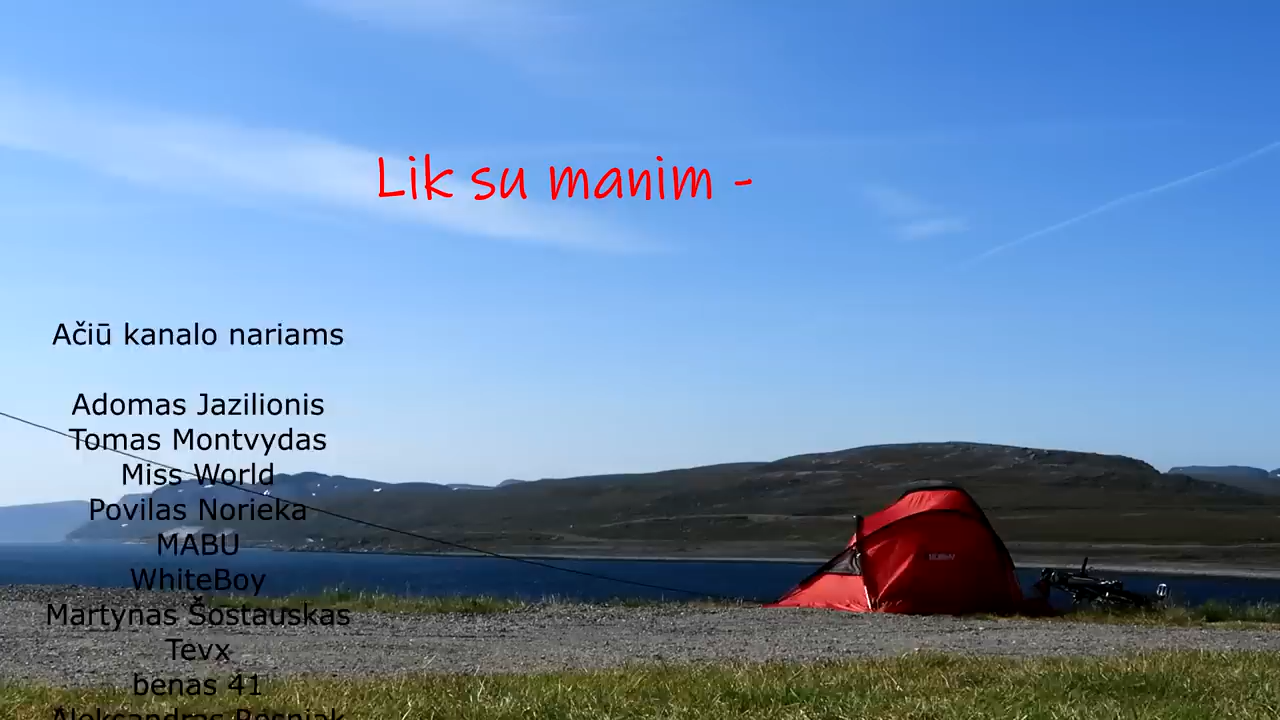 Lik su manim -
Ačiū kanalo nariams
Adomas Jazilionis
Tomas Montvydas
Miss World
Povilas Norieka
MABU
WhiteBoy
Martynas Šostauskas
Tevx
benas 41
Aleksandras